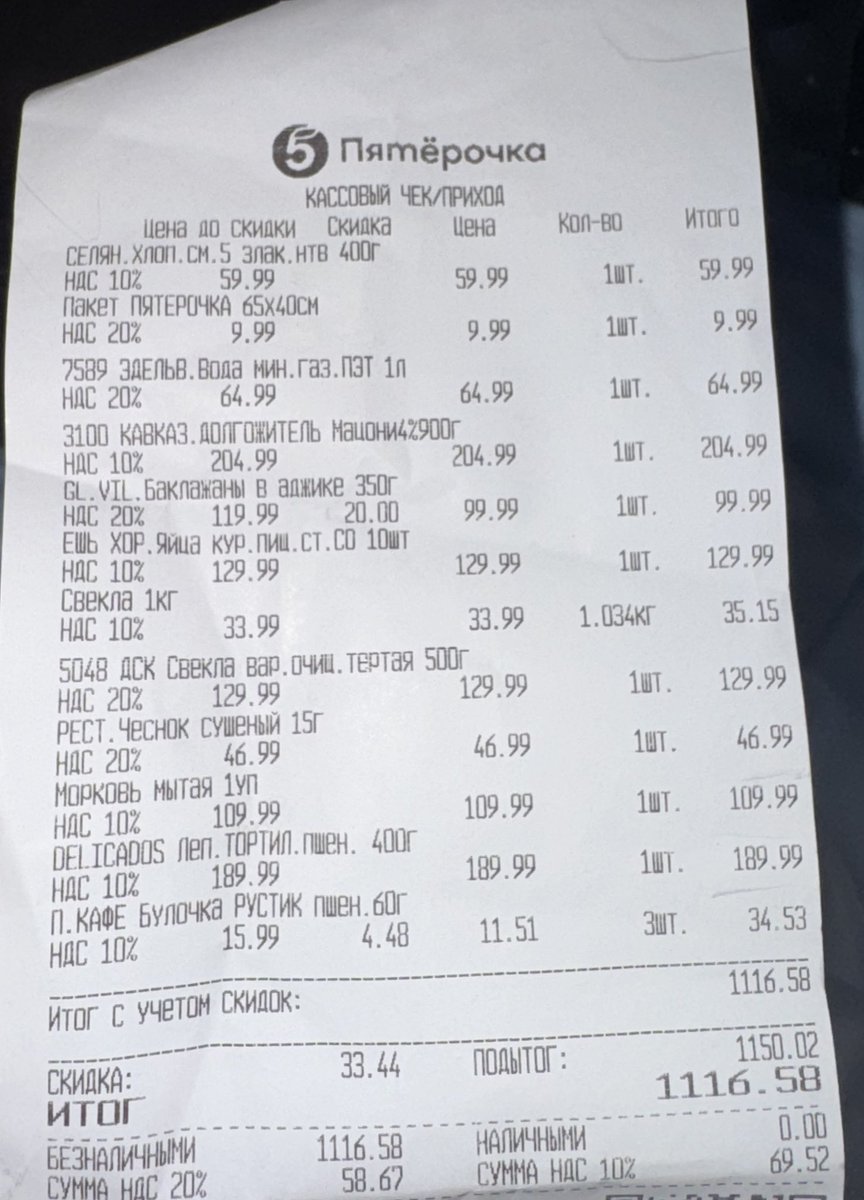 5 Пятёрочка
КАССОВЫЙ ЧЕК/ПРИХОД
Цена до скидки Скидка Цена Кол-во Итого
СЕЛЯН.ХЛОП.СМ.5 злак.НТВ 400г
НДС 10% 59.99 59.99 1шт. 59.99
Пакет ПЯТЕРОЧКА 65Х40см
НДС 20% 9.99 9.99 1шт. 9.99
7589 ЭДЕЛЬВ.Вода мин.газ.ПЭТ 1л
НДС 20% 64.99 64.99 1шт. 64.99
3100 КАВКАЗ.ДОЛГОЖИТЕЛЬ Мацони4%900г
НДС 10% 204.99 204.99 1шт. 204.99
GL.VIL.Баклажаны в аджике 350г
НДС 20% 119.99 20.00 99.99 1шт. 99.99
ЕШЬ ХОР.Яйца кур.пищ.ст.СО 10шт
НДС 10% 129.99 129.99 1шт. 129.99
Свекла 1кг
НДС 10% 33.99 33.99 1.034кг 35.15
5048 ДСК Свекла вар.очищ.тертая 500г
НДС 20% 129.99 129.99 1шт. 129.99
РЕСТ.Чеснок сушеный 15г
НДС 20% 46.99 46.99 1шт. 46.99
Морковь мытая 1уп
НДС 10% 109.99 109.99 1шт. 109.99
DELICADOS Леп.ТОРТИЛ.пшен. 400г
НДС 10% 189.99 189.99 1шт. 189.99
П.КАФЕ Булочка РУСТИК пшен.60г
НДС 10% 15.99 4.48 11.51 3шт. 34.53
Итог с учетом скидок: 1116.58
СКИДКА: 33.44 ПОДЫТОГ: 1150.02
ИТОГ 1116.58
БЕЗНАЛИЧНЫМИ 1116.58 НАЛИЧНЫМИ 0.00
СУММА НДС 20% 58.67 СУММА НДС 10% 69.52